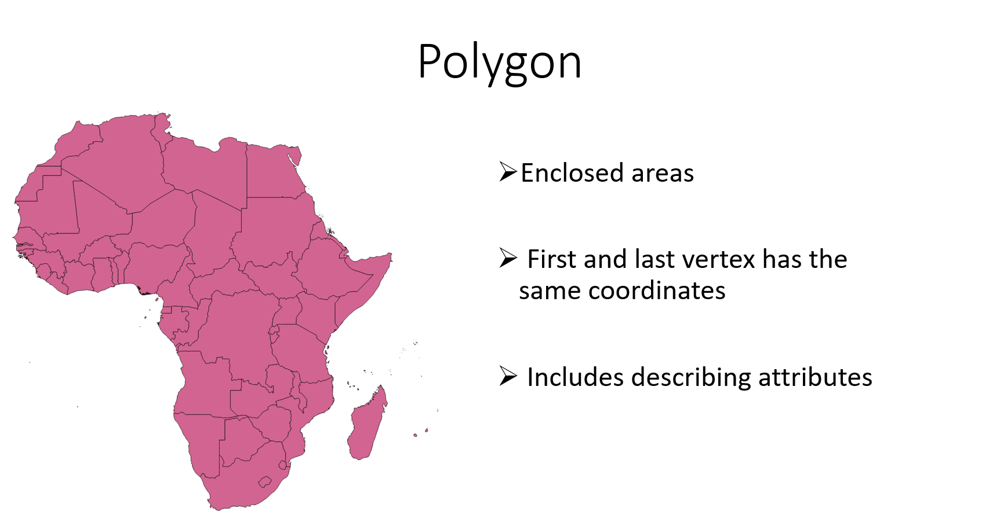 Polygon
➢Enclosed areas
➢ First and last vertex has the
same coordinates
➢ Includes describing attributes